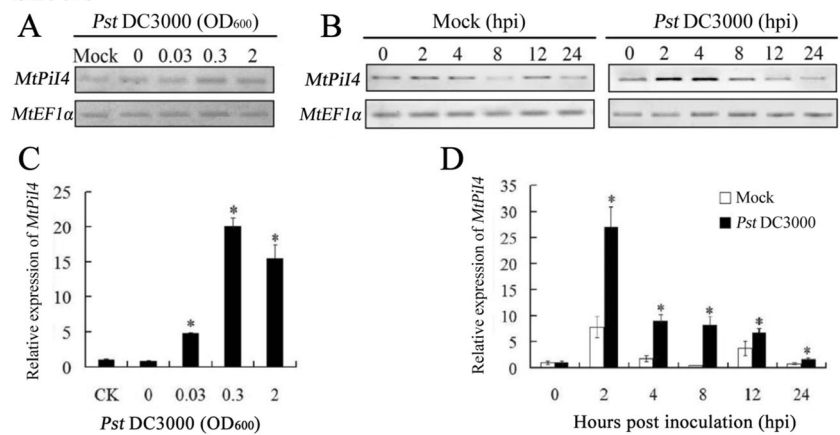 A
Pst DC3000 (OD600)
Mock 0 0.03 0.3 2
MtPiI4
MtEF1α
B
Mock (hpi)
0 2 4 8 12 24
Pst DC3000 (hpi)
0 2 4 8 12 24
MtPiI4
MtEF1α
C
Relative expression of MtPiI4
25
20
15
10
5
0
* * *
CK 0 0.03 0.3 2
Pst DC3000 (OD600)
D
Relative expression of MtPiI4
35
30
25
20
15
10
5
0
Mock
Pst DC3000
* * * * *
0 2 4 8 12 24
Hours post inoculation (hpi)